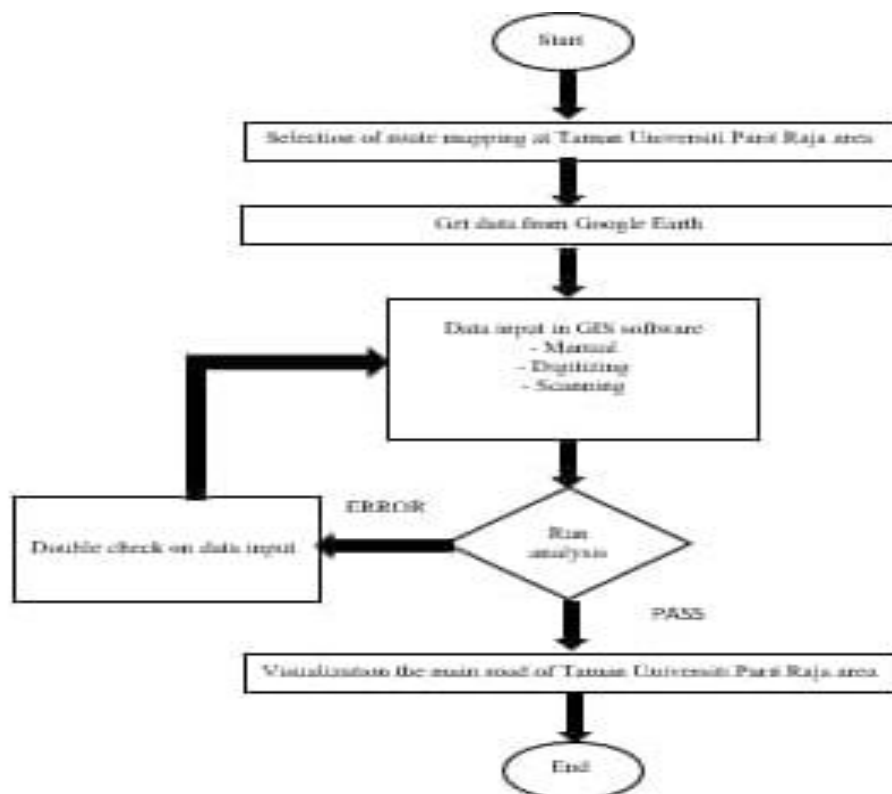 Start
Selection of route mapping at Taman Universiti Parit Raja area
Get data from Google Earth
Data input in GIS software
- Manual
- Digitizing
- Scanning
ERROR
Double check on data input
Run
analysis
PASS
Visualization the main road of Taman Universiti Parit Raja area
End